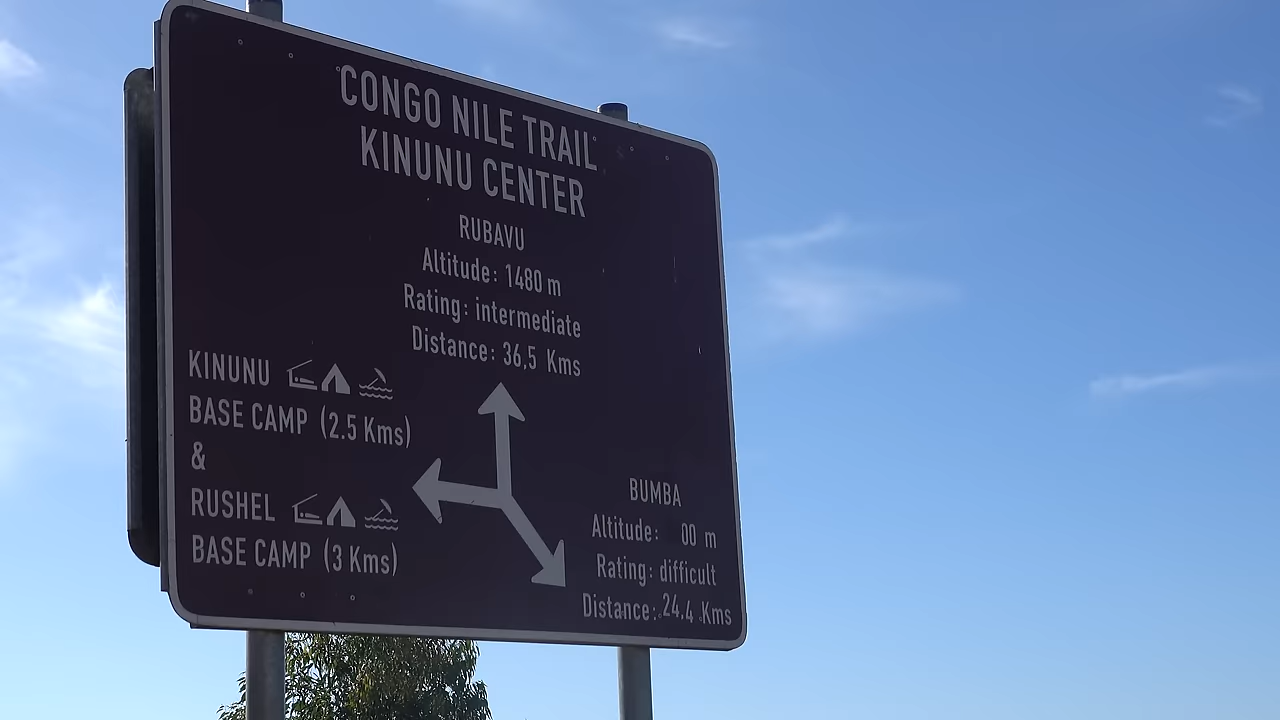 CONGO NILE TRAIL
KINUNU CENTER
RUBAVU
Altitude: 1480 m
Rating: intermediate
Distance: 36,5 Kms
KINUNU
BASE CAMP (2.5 Kms)
&
RUSHEL
BASE CAMP (3 Kms)
BUMBA
Altitude: 00 m
Rating: difficult
Distance: 24.4 Kms